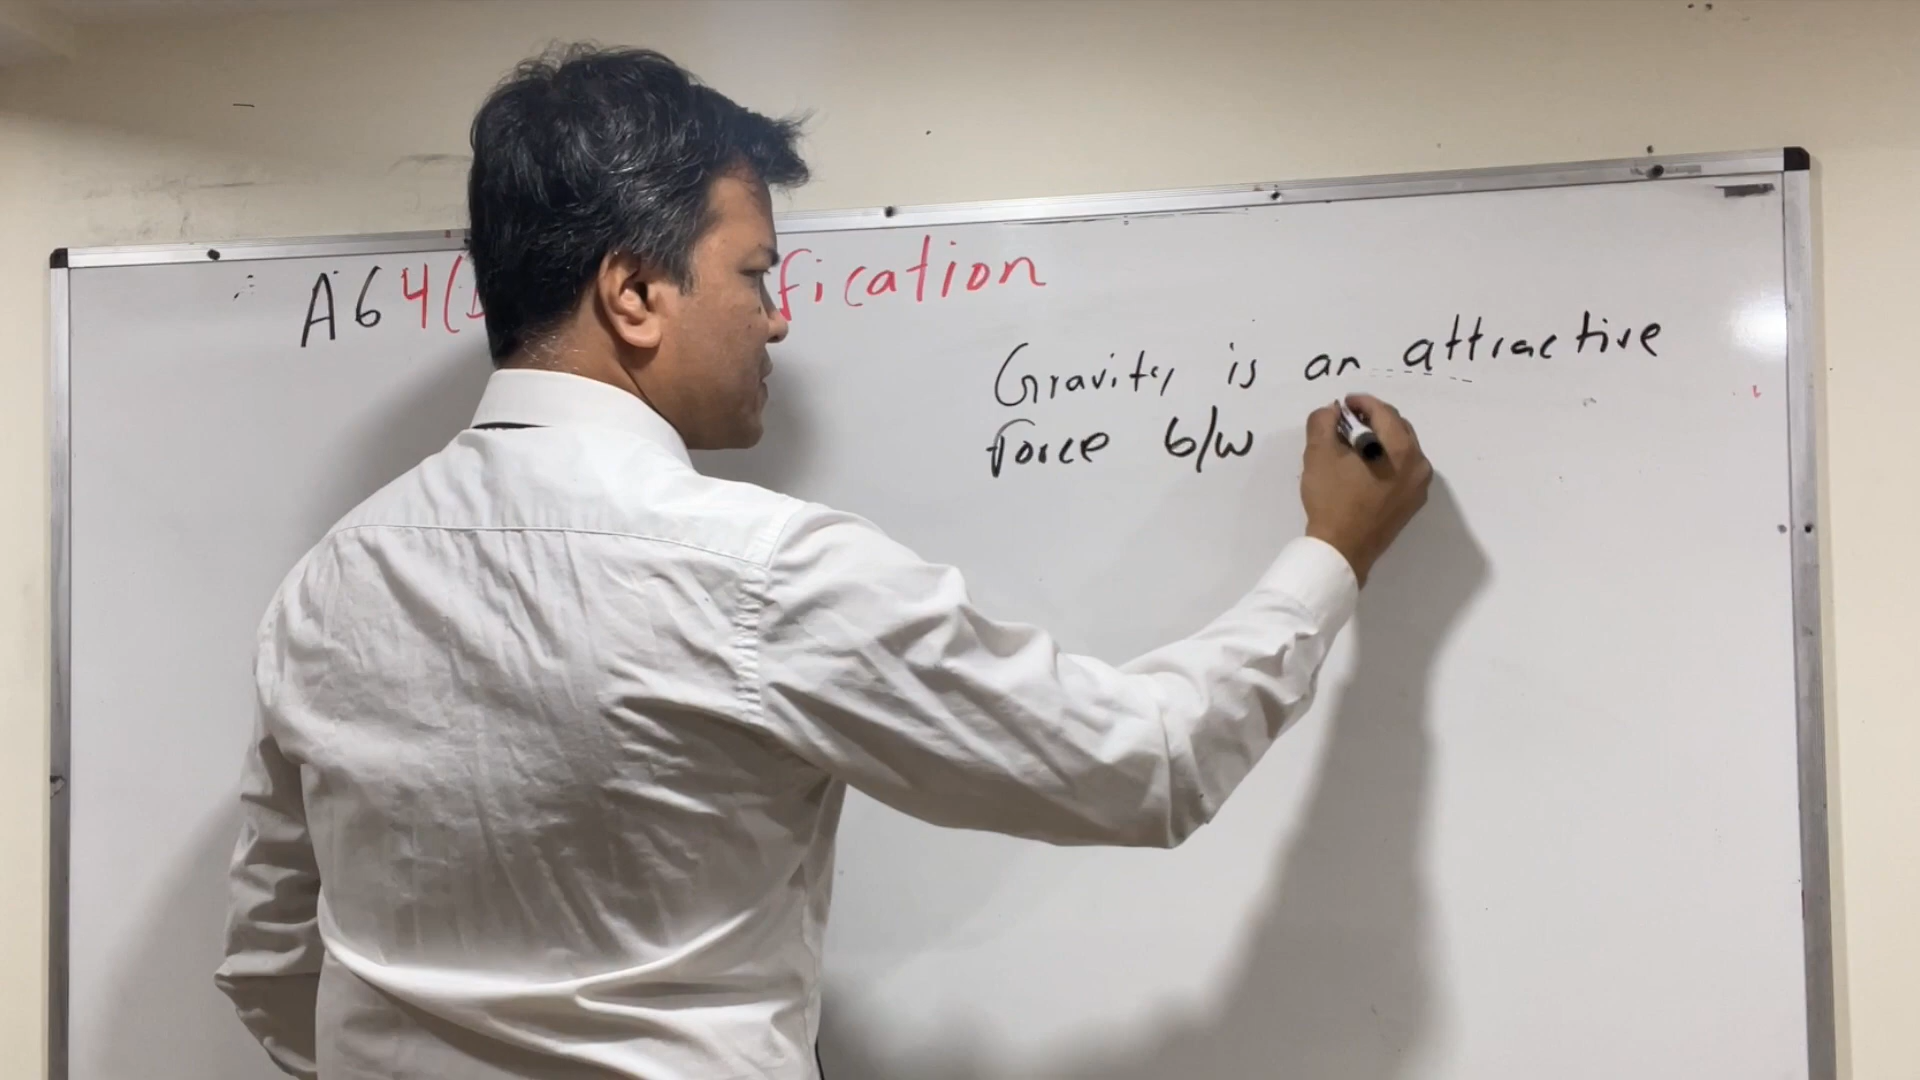 A64( fication
Gravity is an attractive
Force b/w